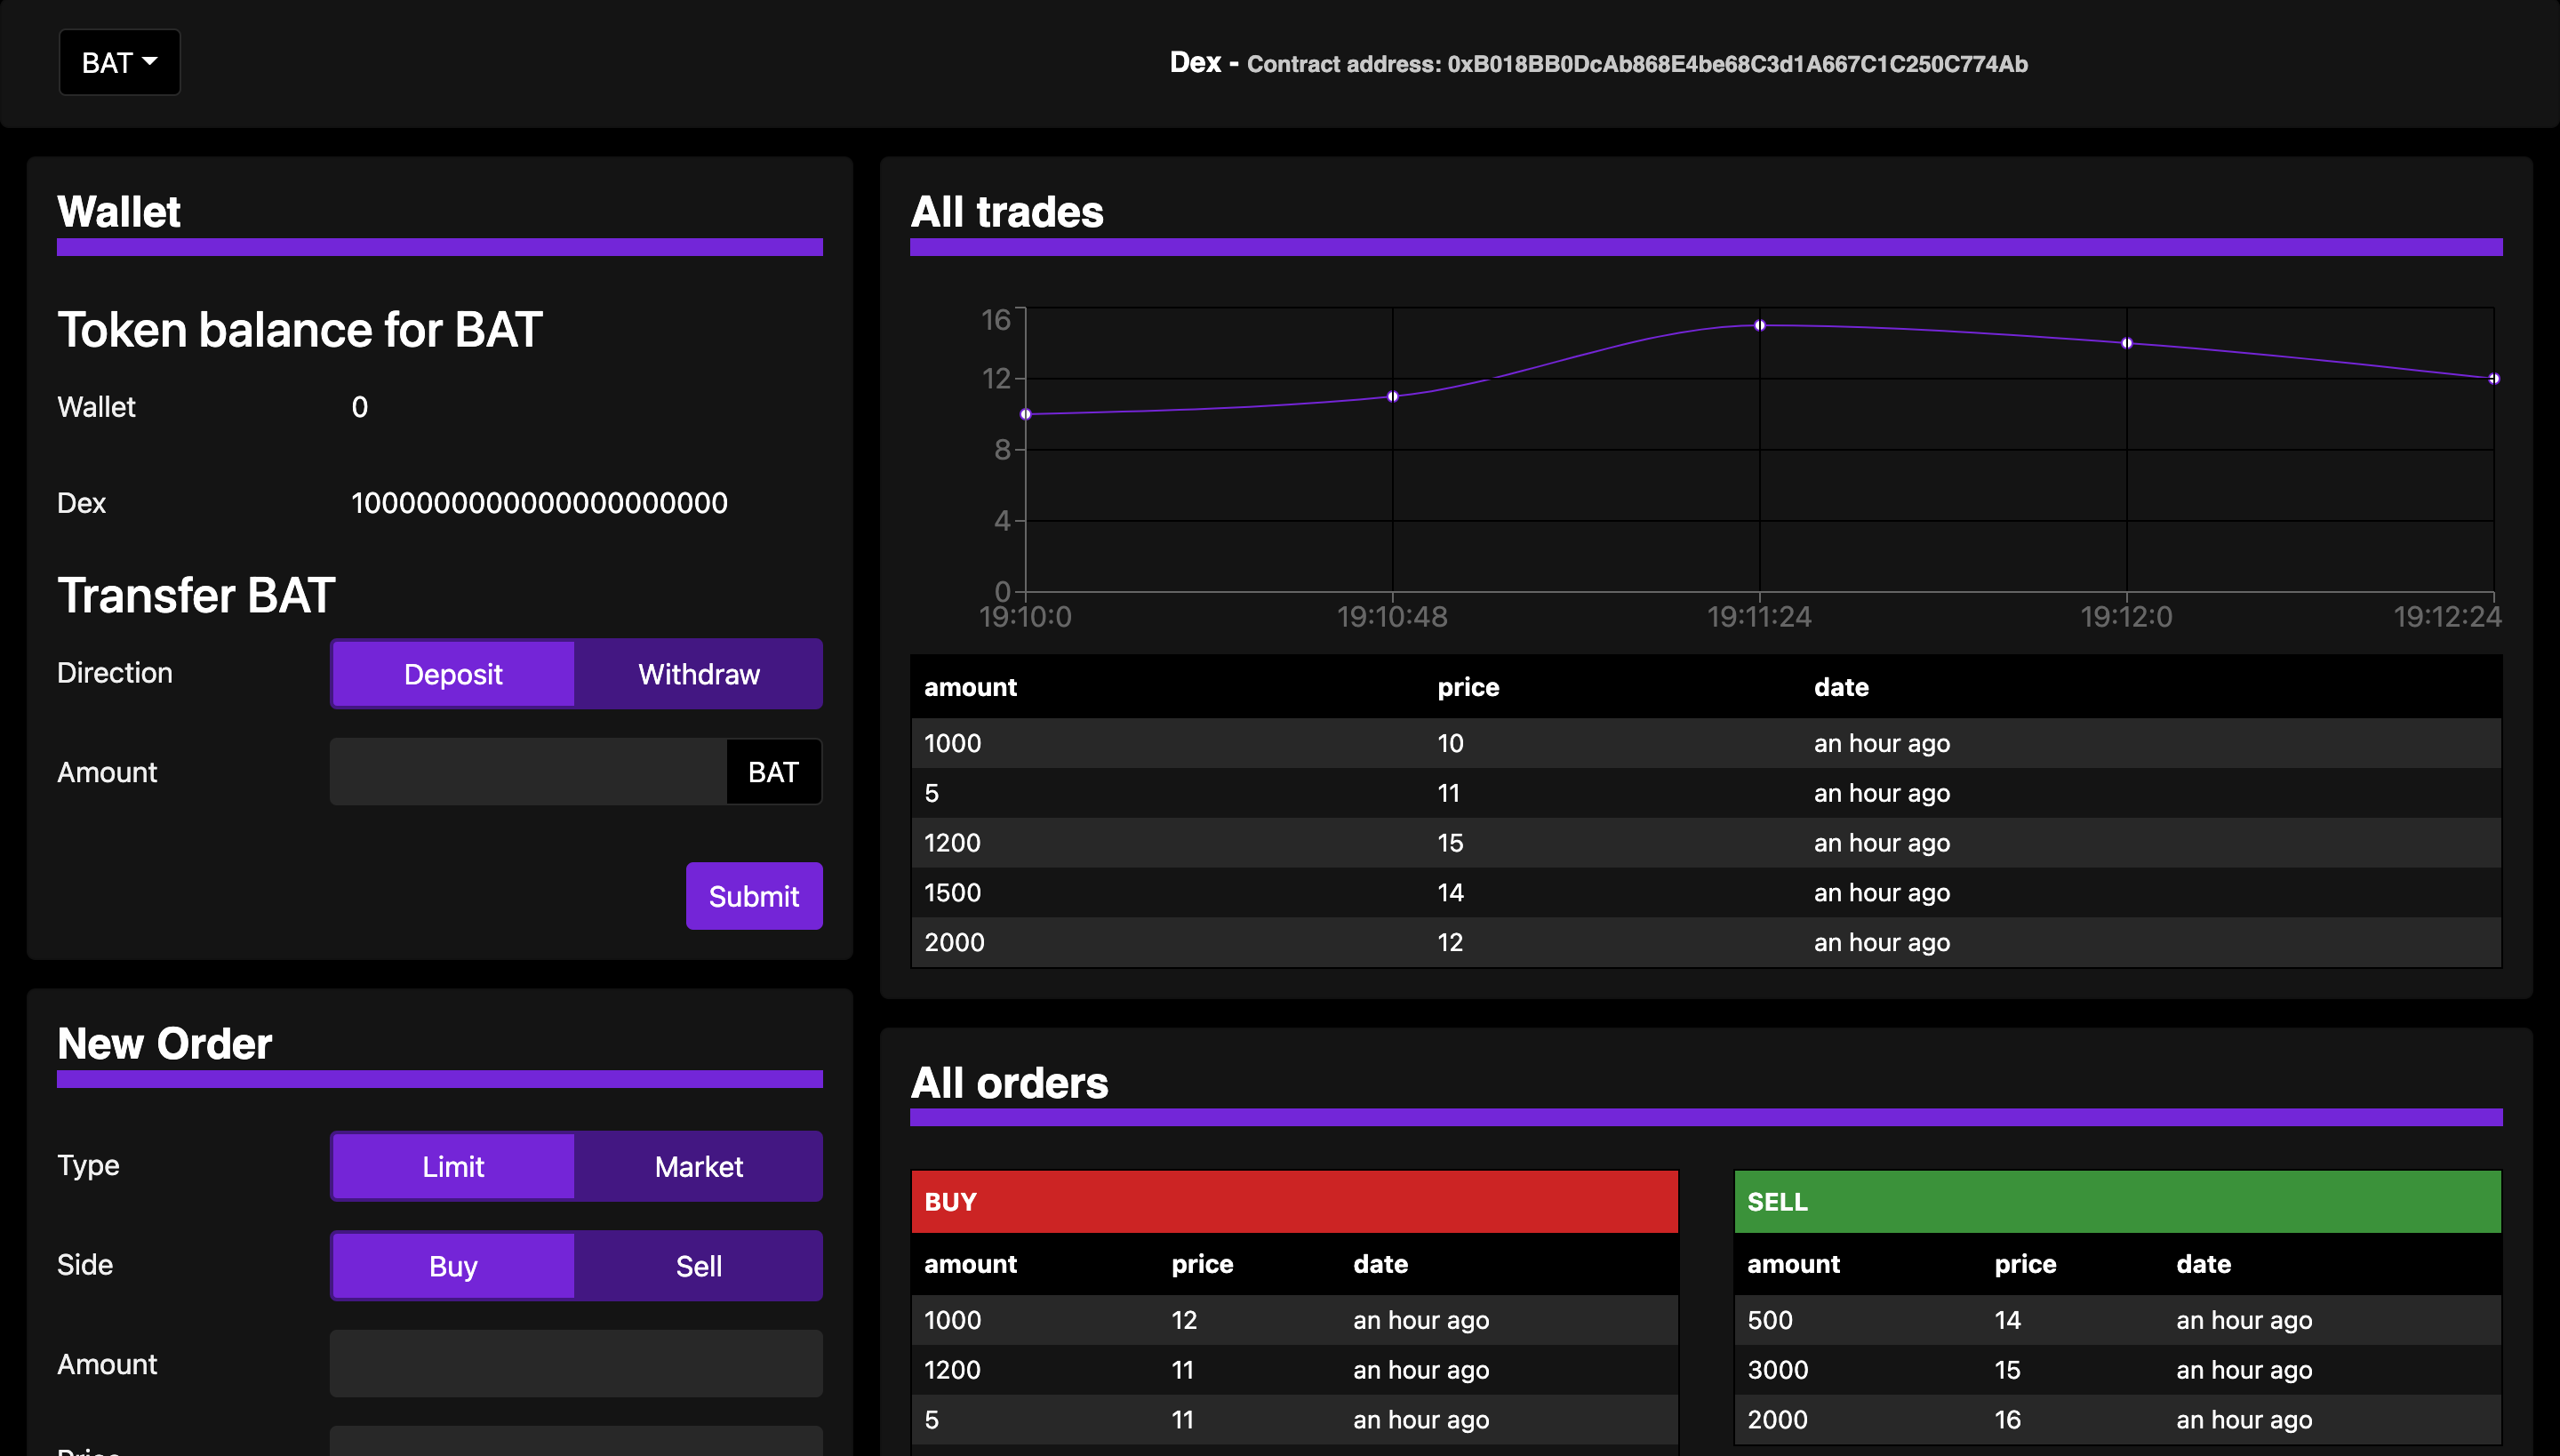 BAT
Dex - Contract address: 0xB018BB0DcAb868E4be68C3d1A667C1C250C774Ab
Wallet
Token balance for BAT
Wallet 0
Dex 1000000000000000000000000
Transfer BAT
Direction Deposit Withdraw
Amount BAT
Submit
New Order
Type Limit Market
Side Buy Sell
Amount
All trades
16
12
8
4
0
19:10:0 19:10:48 19:11:24 19:12:0 19:12:24
amount price date
1000 10 an hour ago
5 11 an hour ago
1200 15 an hour ago
1500 14 an hour ago
2000 12 an hour ago
All orders
BUY
amount price date
1000 12 an hour ago
1200 11 an hour ago
5 11 an hour ago
SELL
amount price date
500 14 an hour ago
3000 15 an hour ago
2000 16 an hour ago